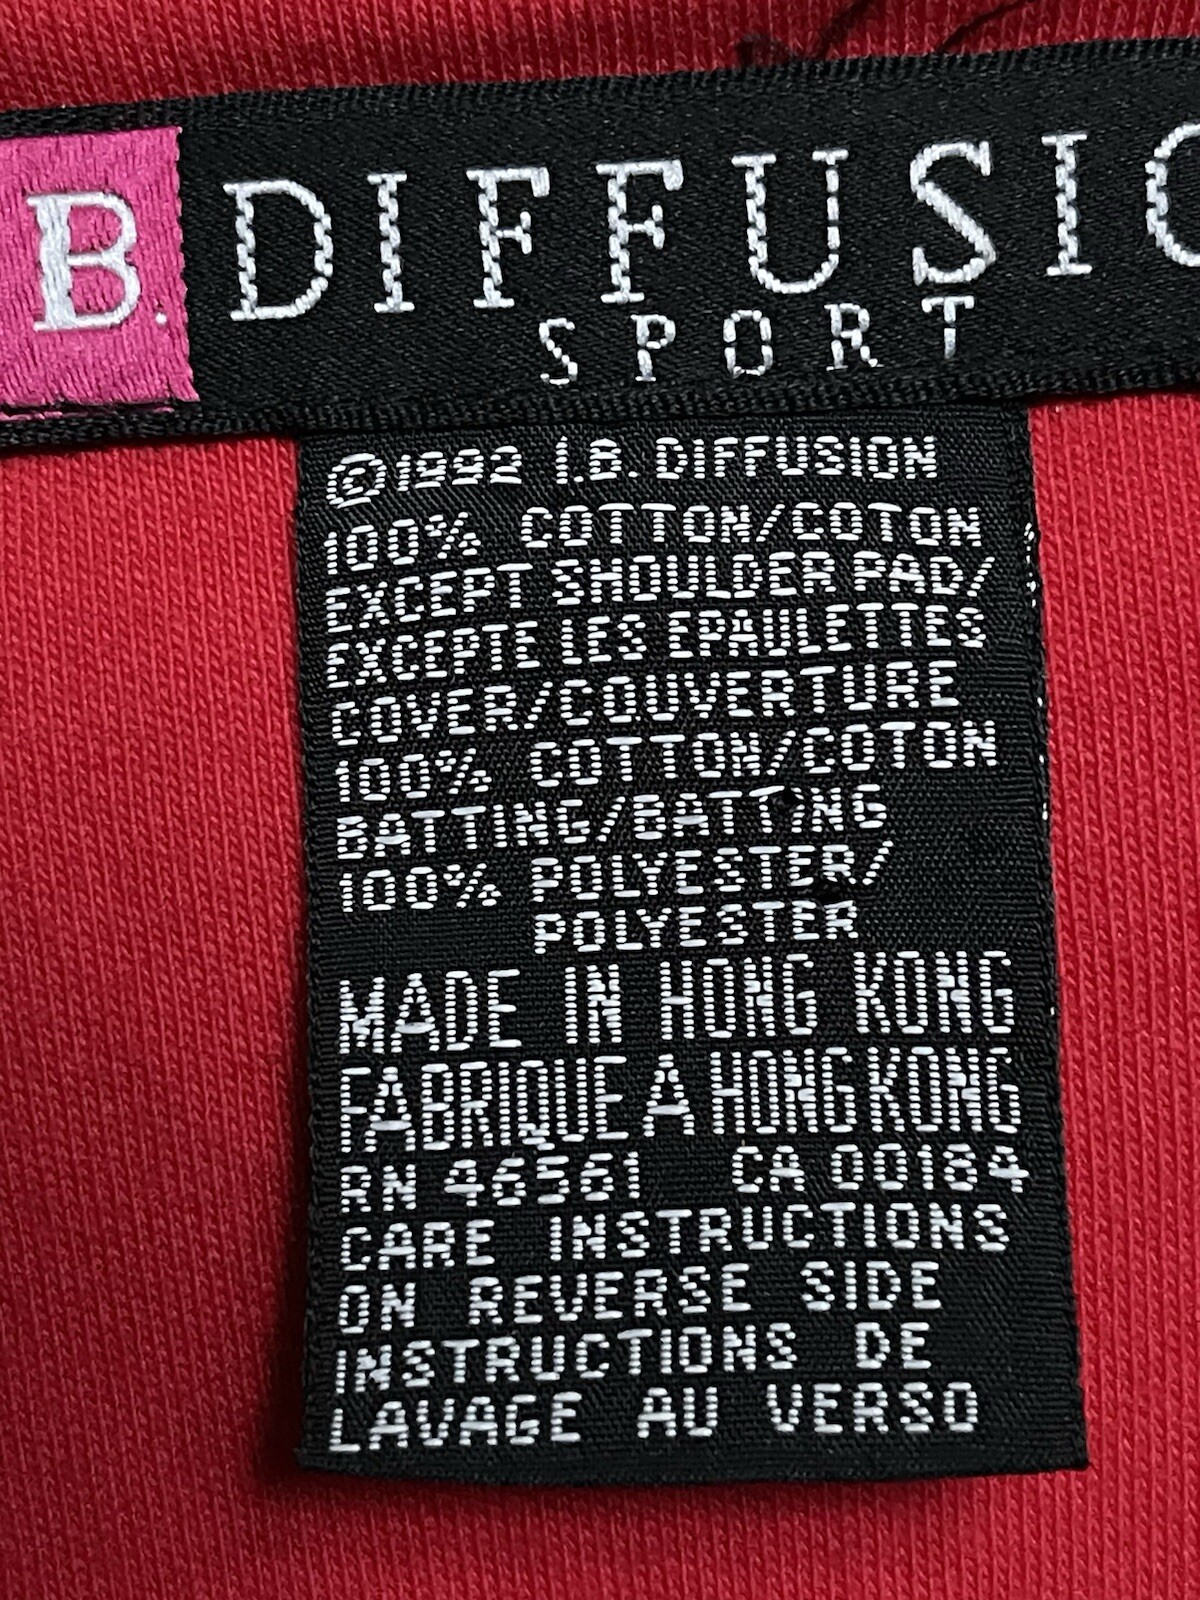 B. DIFFUSIO
SPORT
©1992 I.B. DIFFUSION
100% COTTON/COTON
EXCEPT SHOULDER PAD/
EXCEPTE LES EPAULETTES
COVER/COUVERTURE
100% COTTON/COTON
BATTING/BATTING
100% POLYESTER/
POLYESTER
MADE IN HONG KONG
FABRIQUE A HONG KONG
RN 46561 CA 00184
CARE INSTRUCTIONS
ON REVERSE SIDE
INSTRUCTIONS DE
LAVAGE AU VERSO